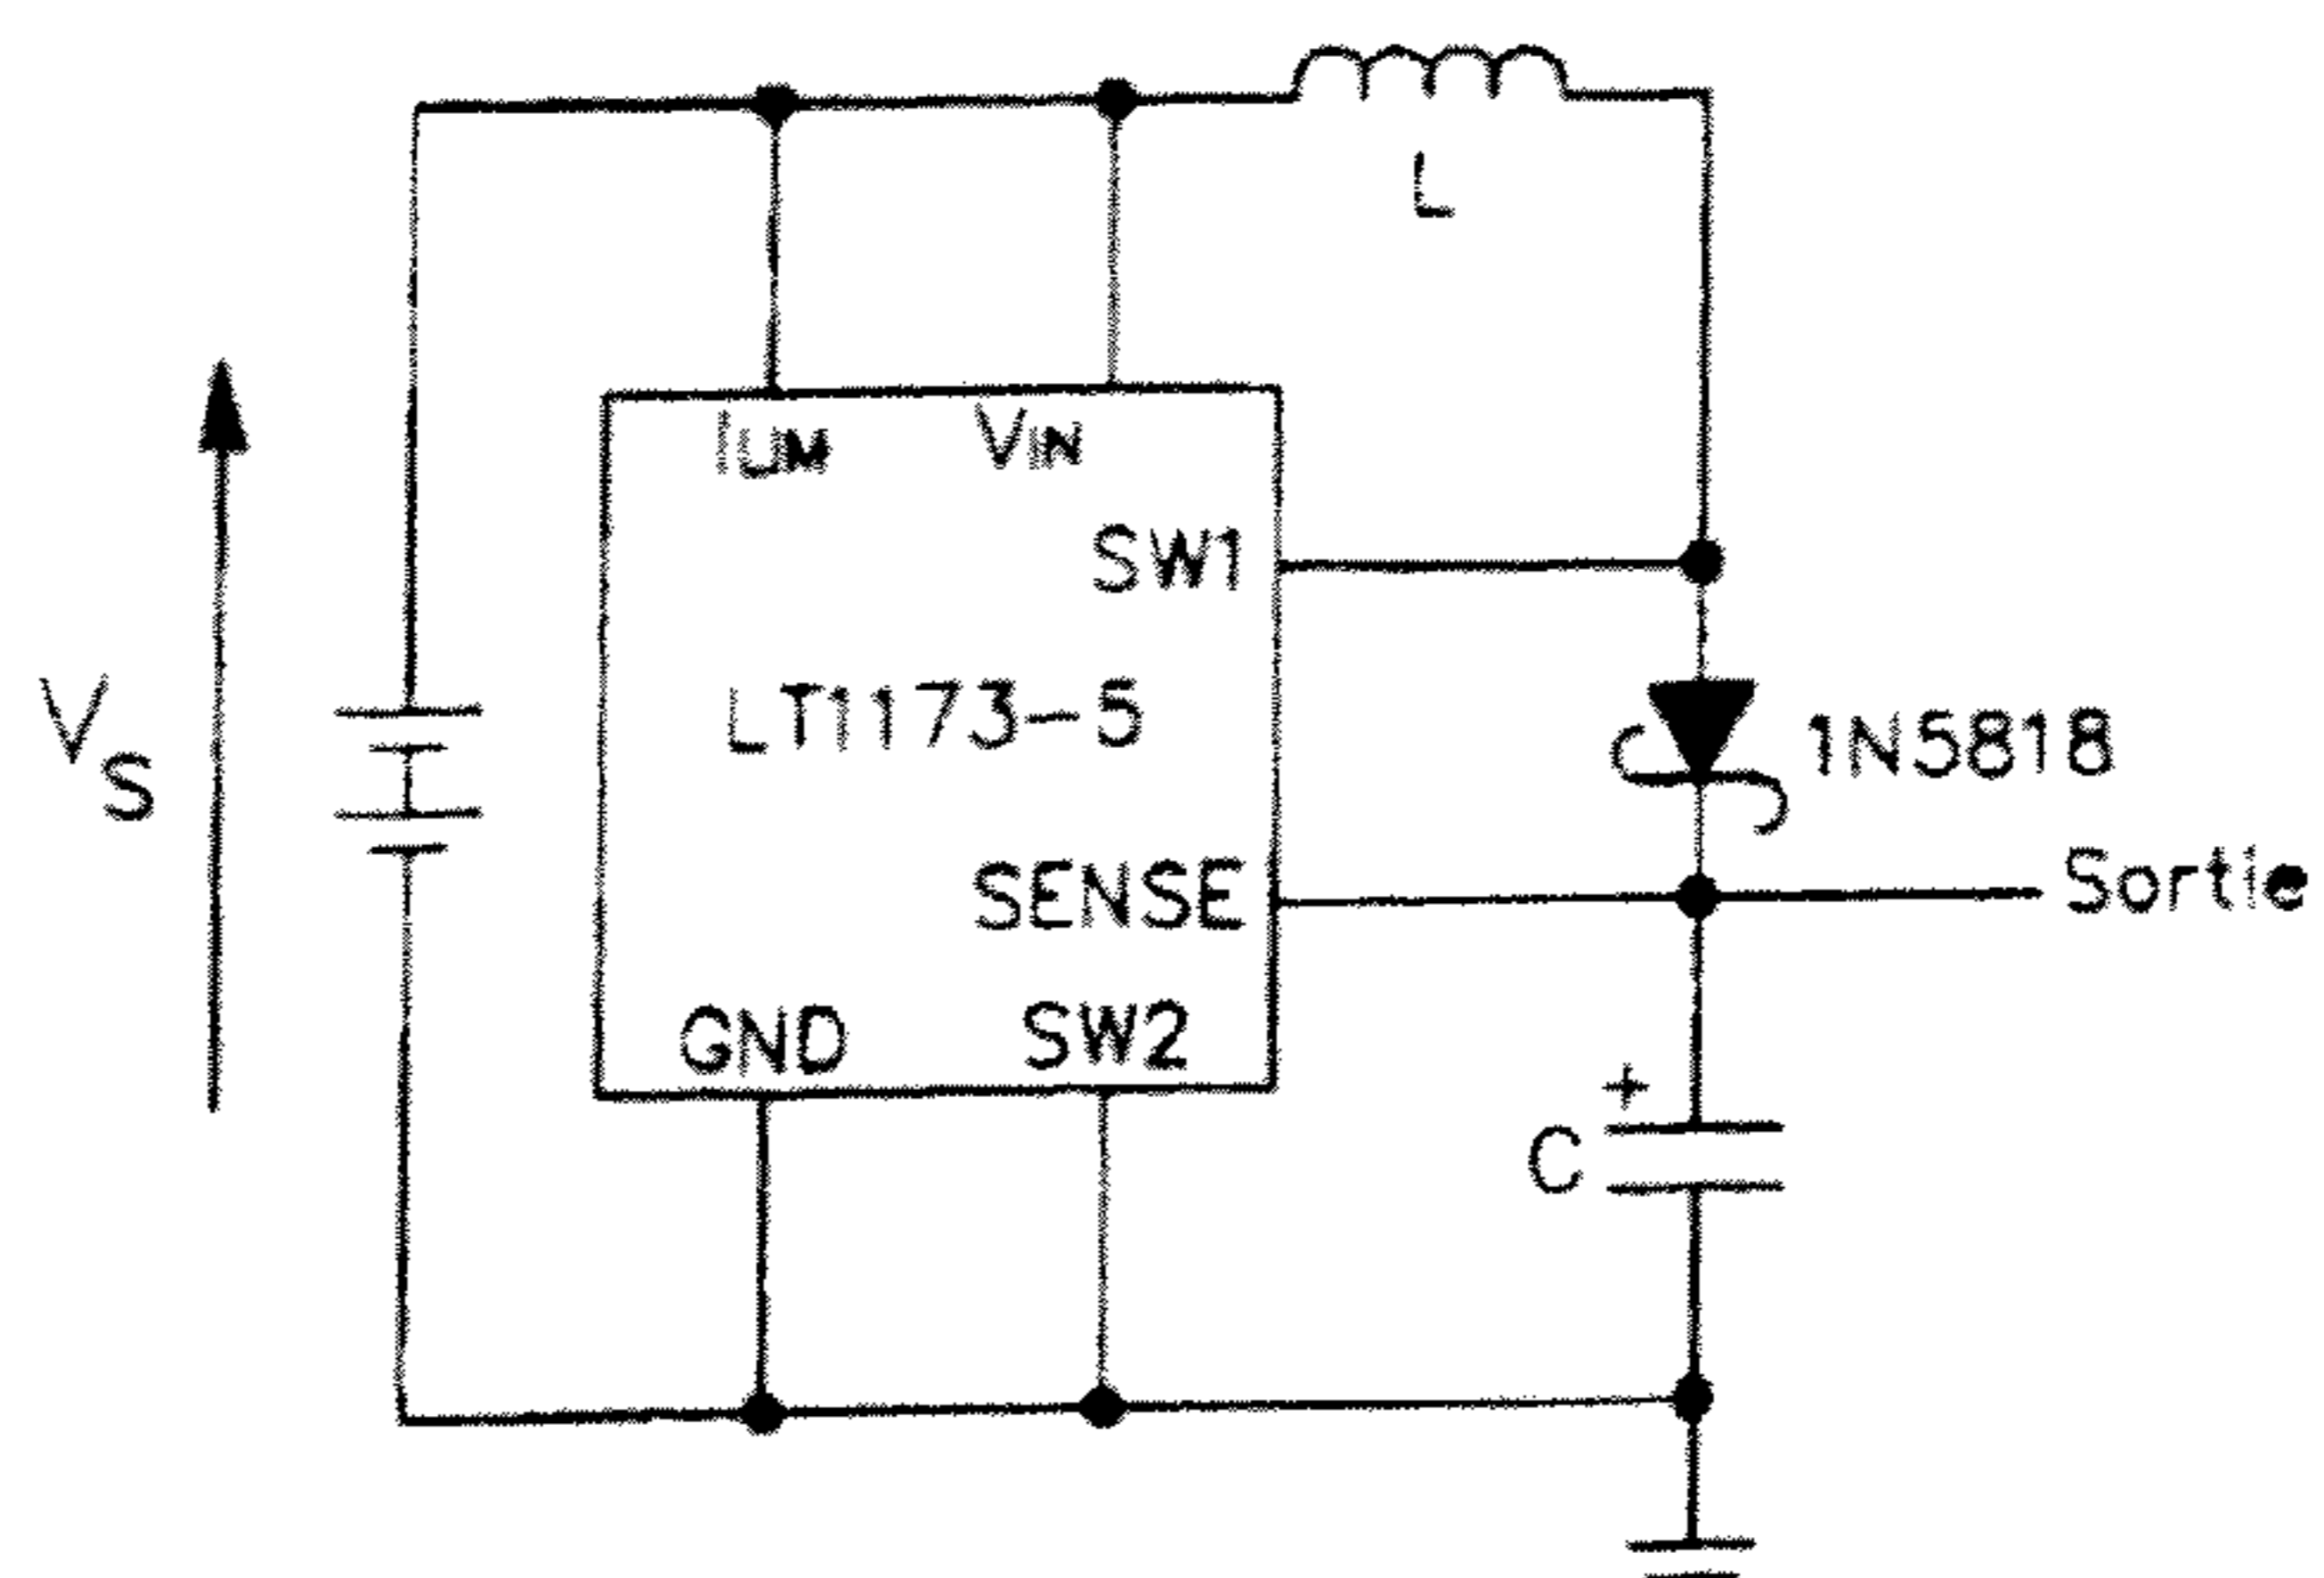 L
ILIM VIN
SW1
VS
LT1173-5
1N5818
SENSE
Sortie
GND SW2
+
C